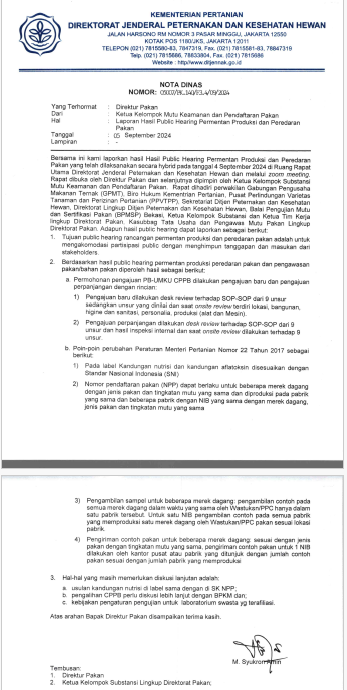 KEMENTERIAN PERTANIAN
DIREKTORAT JENDERAL PETERNAKAN DAN KESEHATAN HEWAN
JALAN HARSONO RM NOMOR 3 PASAR MINGGU, JAKARTA 12550
KOTAK POS 1180/JKS, JAKARTA 12011
TELEPON (021) 7815580-83, 7847319, Fax. (021) 7815581-83, 78847319
Telp. (021) 7815686, 78833804, Fax. (021) 7815686
Website : http//www.ditjennak.go.id
NOTA DINAS
NOMOR:
Yang Terhormat : Direktur Pakan
Dari : Ketua Kelompok Mutu Keamanan dan Pendaftaran Pakan
Hal : Laporan Hasil Public Hearing Permentan Produksi dan Peredaran
Pakan
Tanggal : 05 September 2024
Lampiran : -
Bersama ini kami laporkan hasil Hasil Public Hearing Permentan Produksi dan Peredaran
Pakan yang telah dilaksanakan secara hybrid pada tanggal 4 September 2024 di Ruang Rapat
Utama Direktorat Jenderal Peternakan dan Kesehatan Hewan dan melalui zoom meeting.
Rapat dibuka oleh Direktur Pakan dan selanjutnya dipimpin oleh Ketua Kelompok Substansi
Mutu Keamanan dan Pendaftaran Pakan. Rapat dihadiri perwakilan Gabungan Pengusaha
Makanan Ternak (GPMT), Biro Hukum Kementerian Pertanian, Pusat Perlindungan Varietas
Tanaman dan Perizinan Pertanian (PPVTPP), Sekretariat Ditjen Peternakan dan Kesehatan
Hewan, Direktorat Lingkup Ditjen Peternakan dan Kesehatan Hewan, Balai Pengujian Mutu
dan Sertifikasi Pakan (BPMSP) Bekasi, Ketua Kelompok Substansi dan Ketua Tim Kerja
lingkup Direktorat Pakan, Kasubbag Tata Usaha dan Pengawas Mutu Pakan Lingkup
Direktorat Pakan. Adapun hasil public hearing dapat laporkan sebagai berikut:
1. Tujuan public hearing rancangan permentan produksi dan peredaran pakan adalah untuk
mengakomodasi partisipasi public dengan menghimpun tanggapan dan masukan dari
stakeholders.
2. Berdasarkan hasil public hearing permentan produksi peredaran pakan dan pengawasan
pakan/bahan pakan diperoleh hasil sebagai berikut:
a. Permohonan pengajuan PB-UMKU CPPB dilakukan pengajuan baru dan pengajuan
perpanjangan dengan rincian:
1) Pengajuan baru dilakukan desk review terhadap SOP–SOP dari 9 unsur
sedangkan unsur yang dinilai dan saat onsite review berdiri lokasi, bangunan,
higine dan sanitasi, personalia, produksi (alat dan Mesin).
2) Pengajuan perpanjangan dilakukan desk review terhadap SOP-SOP dari 9
unsur dan hasil inspeksi internal dan saat onsite review dilakukan terhadap 9
unsur
b. Poin-poin perubahan Peraturan Menteri Pertanian Nomor 22 Tahun 2017 sebagai
berikut:
1) Pada label Kandungan nutrisi dan kandungan aflatoksin disesuaikan dengan
Standar Nasional Indonesia (SNI)
2) Nomor pendaftaran pakan (NPP) dapat berlaku untuk beberapa merek dagang
dengan jenis pakan dan tingkatan mutu yang sama dan diproduksi pada pabrik
yang sama dan beberapa pabrik dengan NIB yang sama dengan merek dagang,
jenis pakan dan tingkatan mutu yang sama
3) Pengambilan sampel untuk beberapa merek dagang: pengambilan contoh pada
semua merek dagang dalam waktu yang sama oleh Wastukan/PPC hanya dalam
satu pabrik tersebut. Untuk satu NIB pengambilan contoh pada semua pabrik
yang memproduksi satu merek dagang oleh Wastukan/PPC pakan sesuai lokasi
pabrik.
4) Pengiriman contoh pakan untuk beberapa merek dagang: sesuai dengan jenis
pakan dengan tingkatan mutu yang sama, pengiriman contoh pakan untuk 1 NIB
dilakukan oleh kantor pusat atau pabrik yang ditunjuk dengan jumlah contoh
pakan sesuai dengan jumlah pabrik yang memproduksi
3. Hal-hal yang masih memerlukan diskusi lanjutan adalah:
a. usulan kandungan nutrisi di label sama dengan di SK NPP;
b. pengalihan CPPB perlu diskusi lebih lanjut dengan BPKM dan;
c. kebijakan pengaturan pengujian untuk laboratorium swasta yg terafiliasi.
Atas arahan Bapak Direktur Pakan disampaikan terima kasih.
M. Syukron Amin
Tembusan:
1. Direktur Pakan
2. Ketua Kelompok Substansi Lingkup Direktorat Pakan;